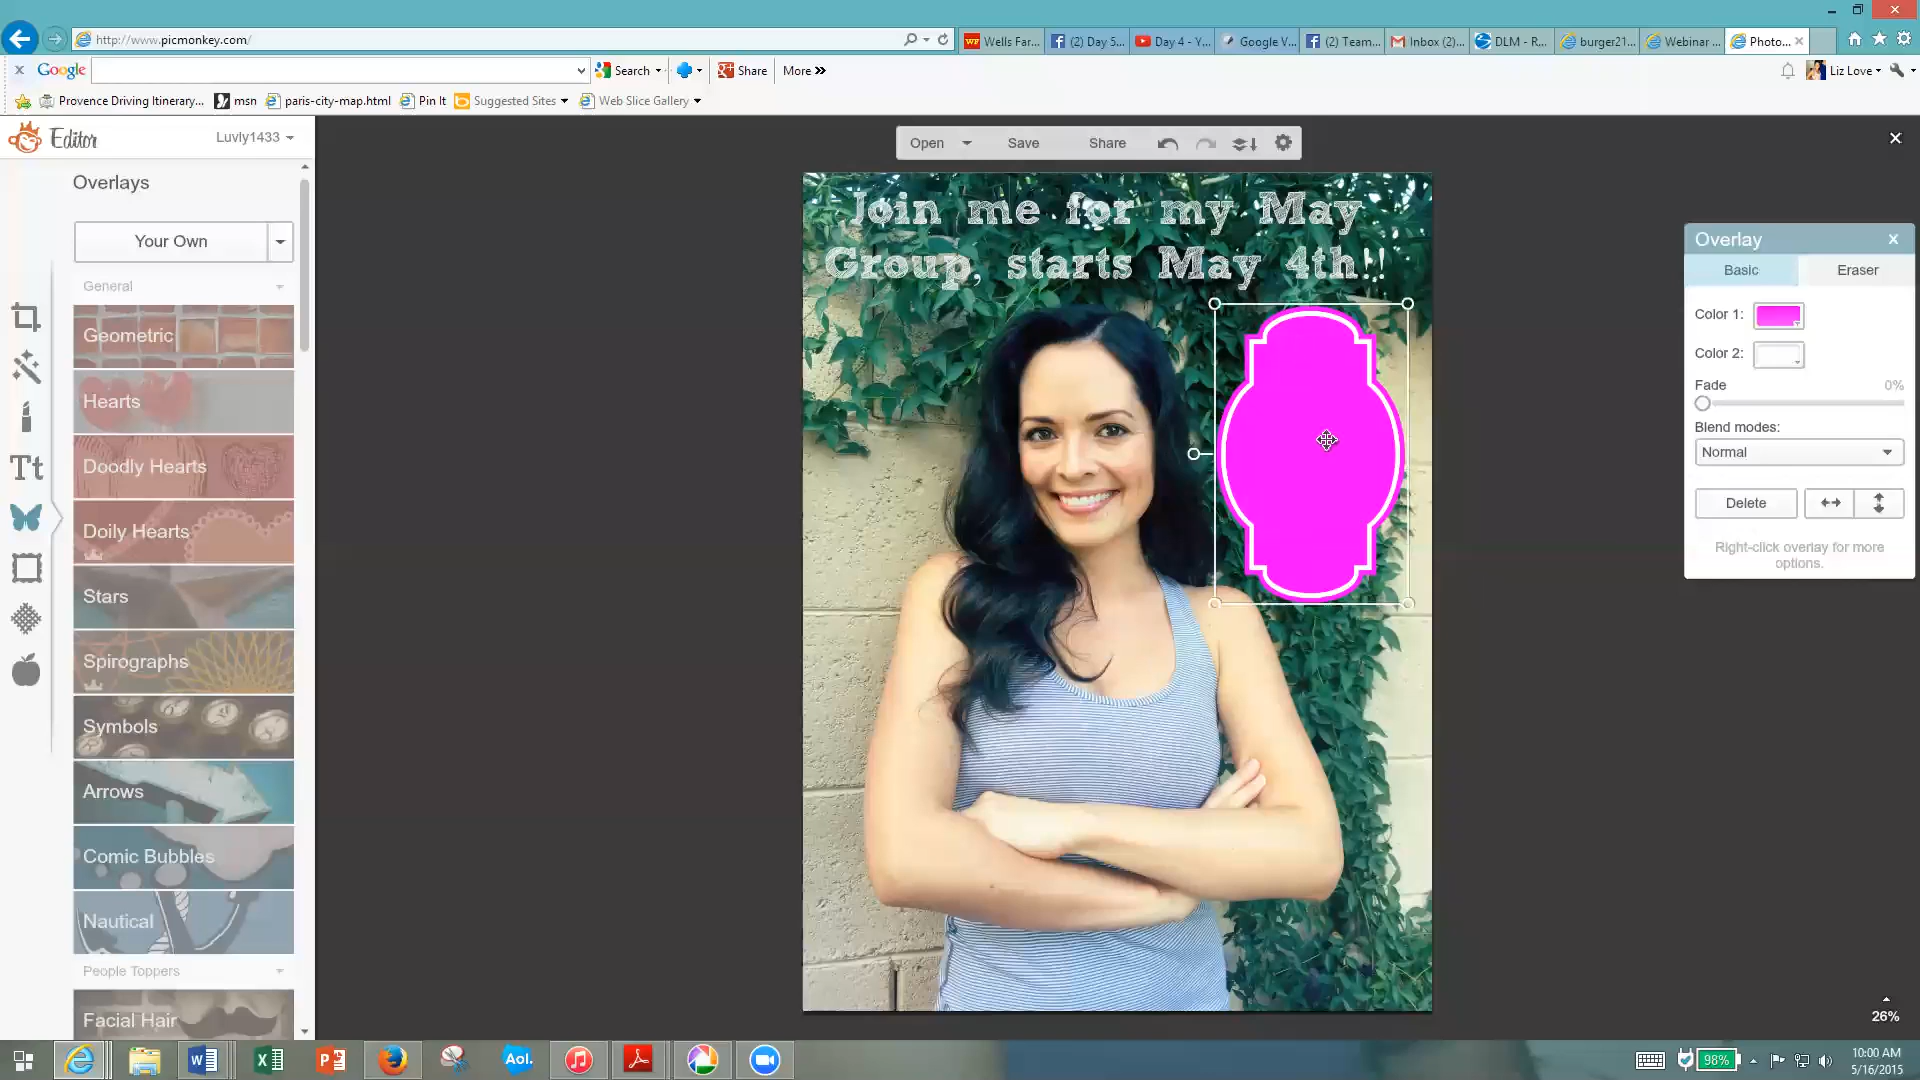 http://www.picmonkey.com/
Wells Far...
(2) Day 5...
Day 4 - Y...
Google V...
(2) Team...
Inbox (2)...
DLM - R...
burger21...
Webinar ...
Photo...
Google
Search
Share
More »
Liz Love
Provence Driving Itinerary...
msn
paris-city-map.html
Pin It
Suggested Sites
Web Slice Gallery
Editor
Luvly1433
Open
Save
Share
Overlays
Your Own
General
Geometric
Hearts
Doodly Hearts
Doily Hearts
Stars
Spirographs
Symbols
Arrows
Comic Bubbles
Nautical
People Toppers
Facial Hair
Tt
Join me for my May
Group, starts May 4th!!
Overlay
Basic
Eraser
Color 1:
Color 2:
Fade
0%
Blend modes:
Normal
Delete
Right-click overlay for more
options.
26%
Aol.
98%
10:00 AM
5/16/2015